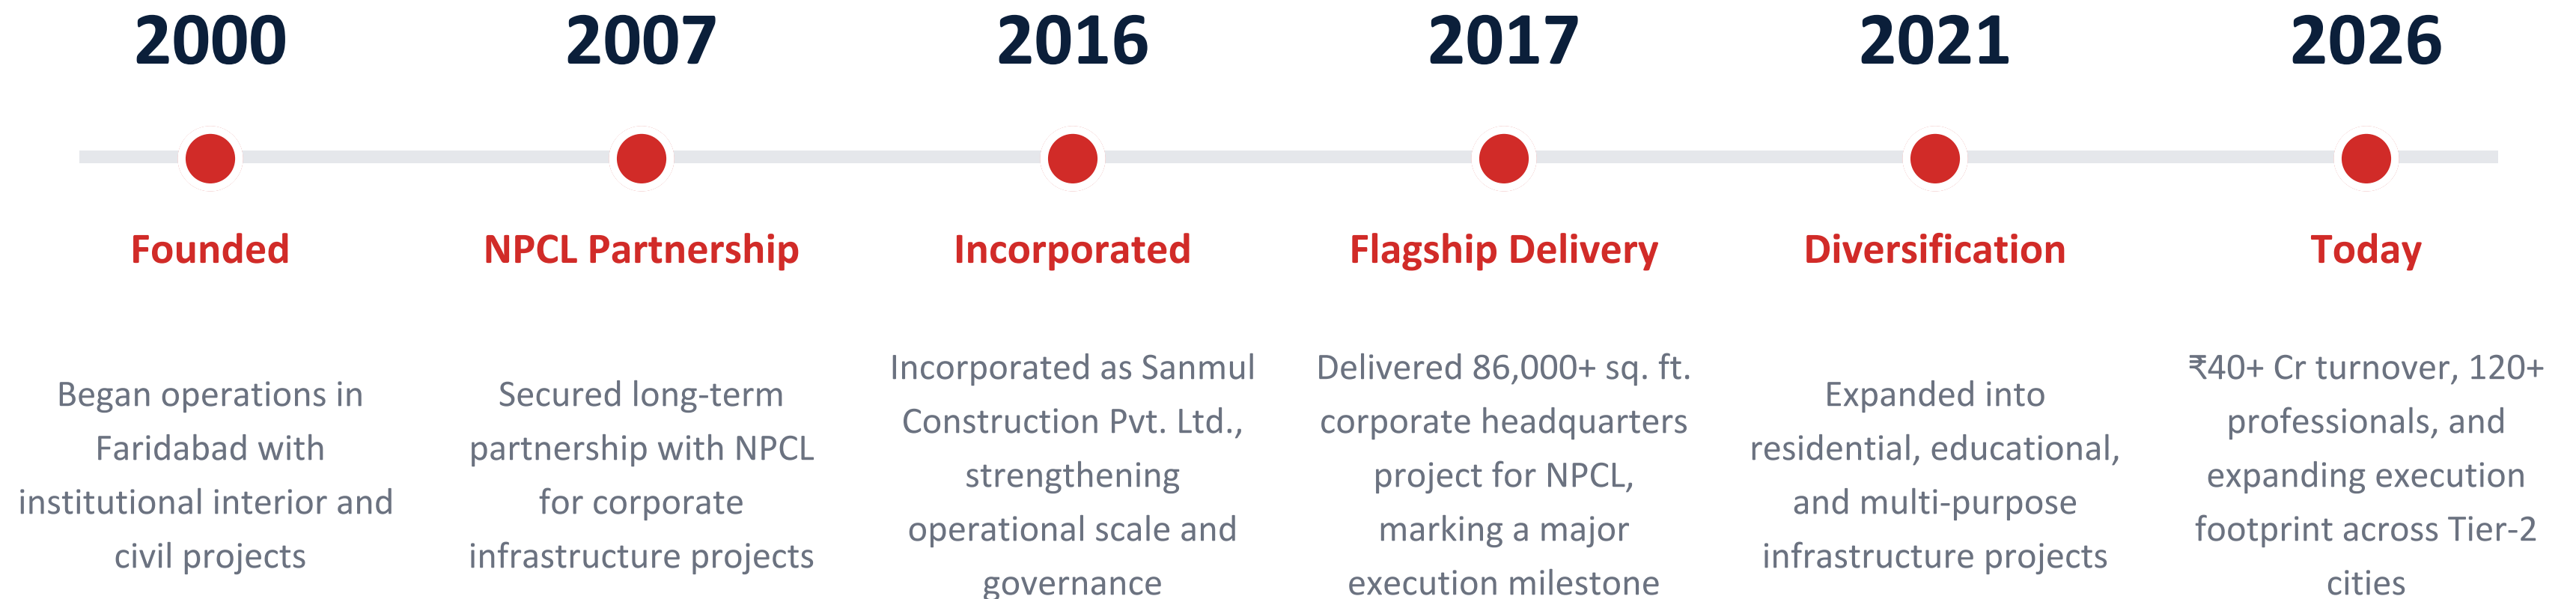 2000
Founded
Began operations in
Faridabad with
institutional interior and
civil projects
2007
NPCL Partnership
Secured long-term
partnership with NPCL
for corporate
infrastructure projects
2016
Incorporated
Incorporated as Sanmul
Construction Pvt. Ltd.,
strengthening
operational scale and
governance
2017
Flagship Delivery
Delivered 86,000+ sq. ft.
corporate headquarters
project for NPCL,
marking a major
execution milestone
2021
Diversification
Expanded into
residential, educational,
and multi-purpose
infrastructure projects
2026
Today
₹40+ Cr turnover, 120+
professionals, and
expanding execution
footprint across Tier-2
cities